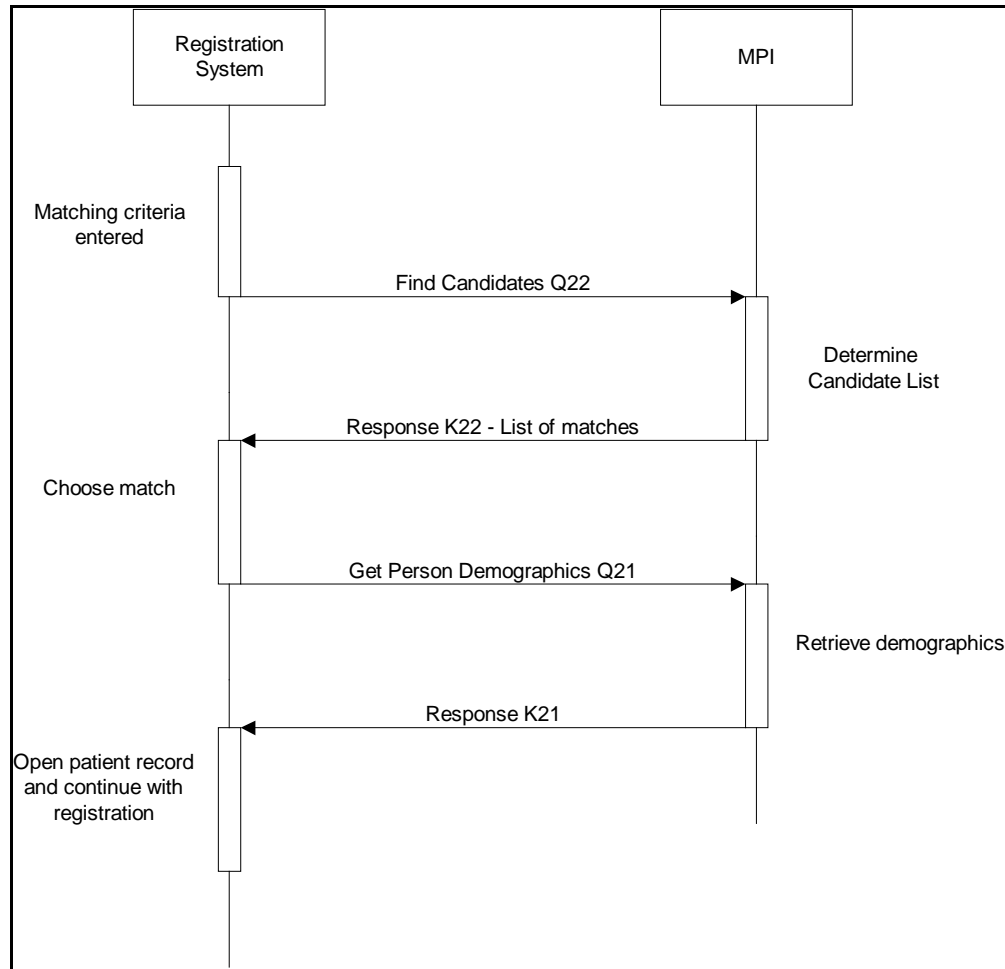 Registration
System
MPI
Matching criteria
entered
Find Candidates Q22
Determine
Candidate List
Response K22 - List of matches
Choose match
Get Person Demographics Q21
Retrieve demographics
Response K21
Open patient record
and continue with
registration